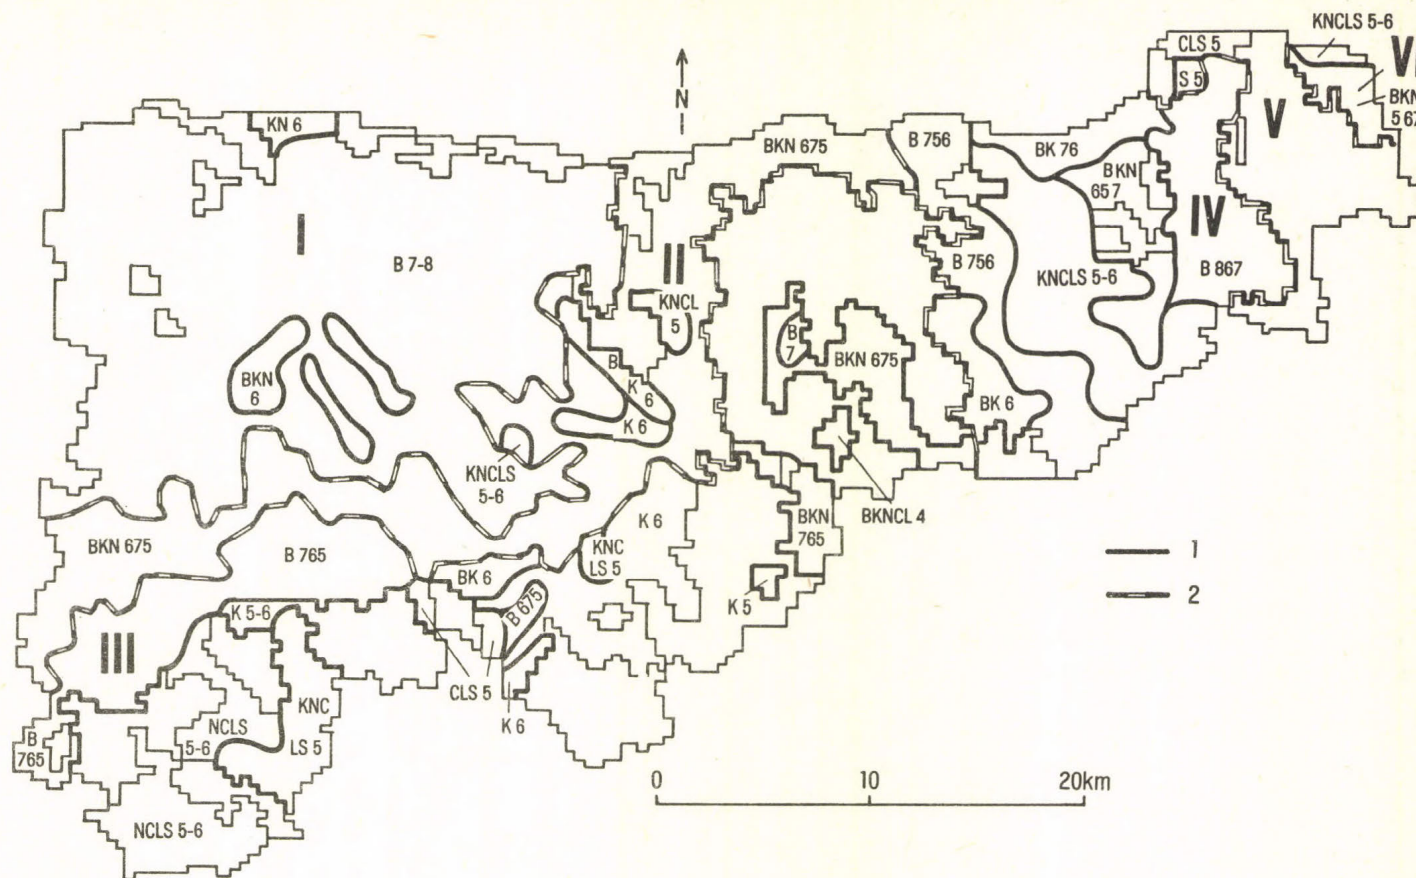 KNCLS 5-6
CLS 5
VI
S 5
BKN
5 67
N
V
KN 6
BKN 675
B 756
BK 76
BKN
657
I
IV
II
B 7-8
B 756
KNCLS 5-6
B 867
KNCL
5
B
7
BKN 675
B
K
6
BKN
6
K 6
BK 6
KNCLS
5-6
BKNCL 4
BKN
765
K 6
BKN 675
B 765
KNC
LS 5
1
BK 6
K 5
2
B 675
K 5-6
III
CLS 5
K 6
KNC
LS 5
NCLS
5-6
B
765
0 10 20km
NCLS 5-6